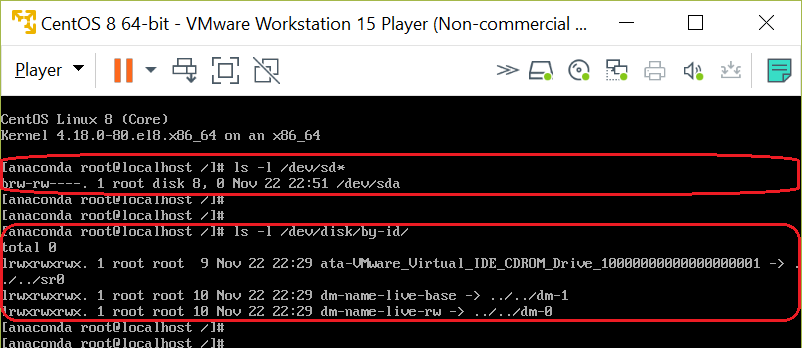 CentOS 8 64-bit - VMware Workstation 15 Player (Non-commercial ...
Player
CentOS Linux 8 (Core)
Kernel 4.18.0-80.el8.x86_64 on an x86_64
[anaconda root@localhost /]# ls -l /dev/sd*
brw-rw----. 1 root disk 8, 0 Nov 22 22:51 /dev/sda
[anaconda root@localhost /]#
[anaconda root@localhost /]#
[anaconda root@localhost /]# ls -l /dev/disk/by-id/
total 0
lrwxrwxrwx. 1 root root  9 Nov 22 22:29 ata-VMware_Virtual_IDE_CDROM_Drive_10000000000000000001 -> .
./../sr0
lrwxrwxrwx. 1 root root 10 Nov 22 22:29 dm-name-live-base -> ../../dm-1
lrwxrwxrwx. 1 root root 10 Nov 22 22:29 dm-name-live-rw -> ../../dm-0
[anaconda root@localhost /]#
[anaconda root@localhost /]#